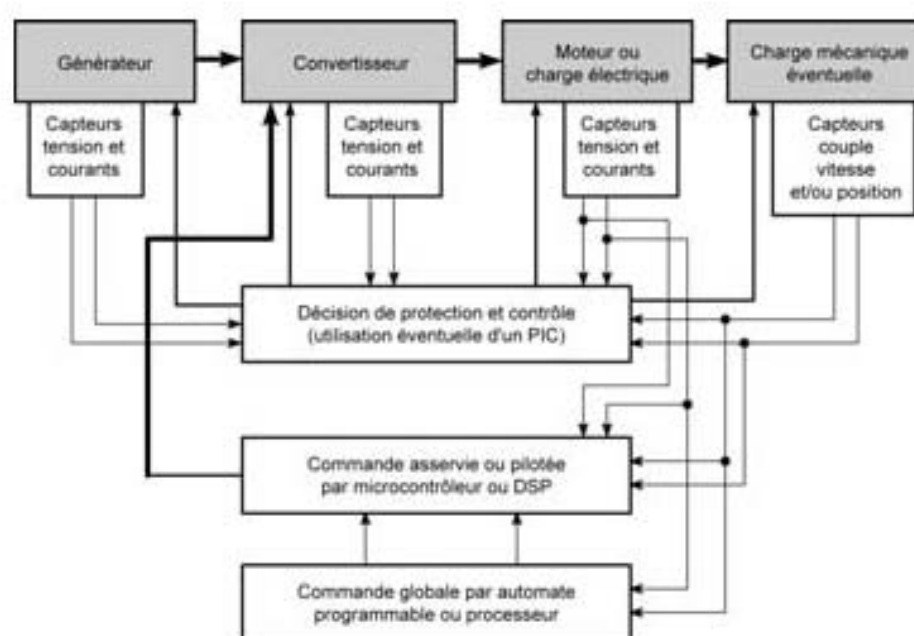 Générateur
Convertisseur
Moteur ou
charge électrique
Charge mécanique
éventuelle
Capteurs
tension et
courants
Capteurs
tension et
courants
Capteurs
tension et
courants
Capteurs
couple
vitesse
et/ou position
Décision de protection et contrôle
(utilisation éventuelle d'un PIC)
Commande asservie ou pilotée
par microcontrôleur ou DSP
Commande globale par automate
programmable ou processeur